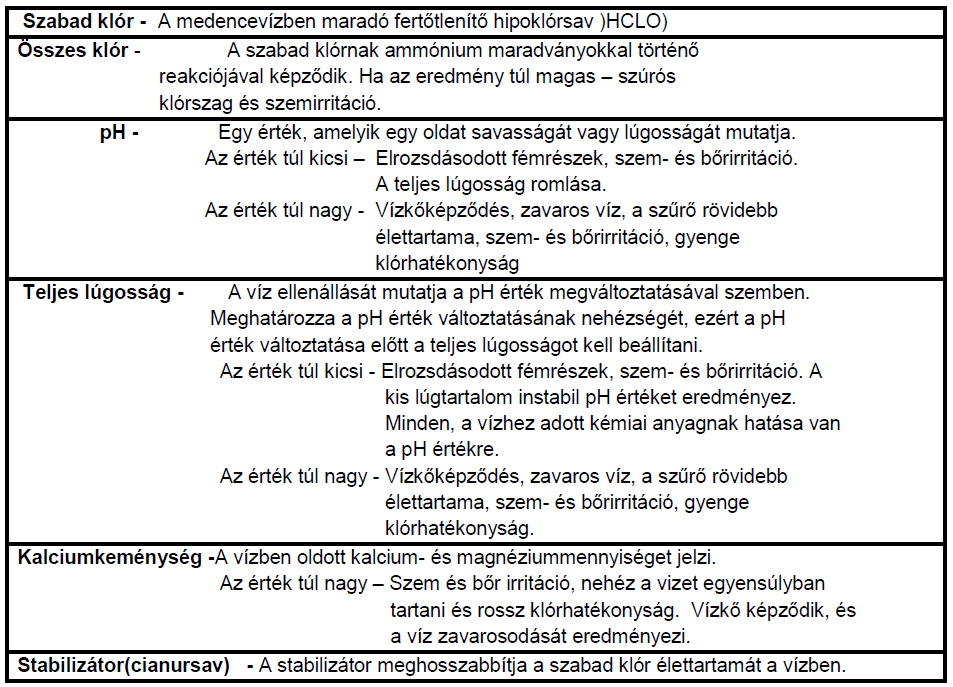 Szabad klór - A medencevízben maradó fertőtlenítő hipoklórsav )HCLO)
Összes klór - A szabad klórnak ammónium maradványokkal történő
reakciójával képződik. Ha az eredmény túl magas – szúrós
klórszag és szemirritáció.
pH - Egy érték, amelyik egy oldat savasságát vagy lúgosságát mutatja.
Az érték túl kicsi – Elrozsdásodott fémrészek, szem- és bőrirritáció.
A teljes lúgosság romlása.
Az érték túl nagy - Vízkőképződés, zavaros víz, a szűrő rövidebb
élettartama, szem- és bőrirritáció, gyenge
klórhatékonyság
Teljes lúgosság - A víz ellenállását mutatja a pH érték megváltoztatásával szemben.
Meghatározza a pH érték változtatásának nehézségét, ezért a pH
érték változtatása előtt a teljes lúgosságot kell beállítani.
Az érték túl kicsi - Elrozsdásodott fémrészek, szem- és bőrirritáció. A
kis lúgtartalom instabil pH értéket eredményez.
Minden, a vízhez adott kémiai anyagnak hatása van
a pH értékre.
Az érték túl nagy - Vízkőképződés, zavaros víz, a szűrő rövidebb
élettartama, szem- és bőrirritáció, gyenge
klórhatékonyság.
Kalciumkeménység -A vízben oldott kalcium- és magnéziummennyiséget jelzi.
Az érték túl nagy – Szem és bőr irritáció, nehéz a vizet egyensúlyban
tartani és rossz klórhatékonyság. Vízkő képződik, és
a víz zavarosodását eredményezi.
Stabilizátor(cianursav) - A stabilizátor meghosszabbítja a szabad klór élettartamát a vízben.